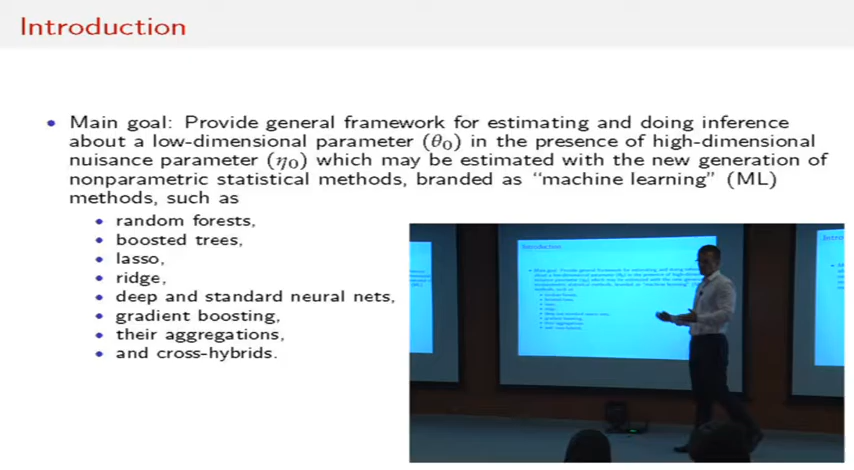 Introduction
• Main goal: Provide general framework for estimating and doing inference
about a low-dimensional parameter (θ₀) in the presence of high-dimensional
nuisance parameter (η₀) which may be estimated with the new generation of
nonparametric statistical methods, branded as “machine learning” (ML)
methods, such as
• random forests,
• boosted trees,
• lasso,
• ridge,
• deep and standard neural nets,
• gradient boosting,
• their aggregations,
• and cross-hybrids.
Introduction